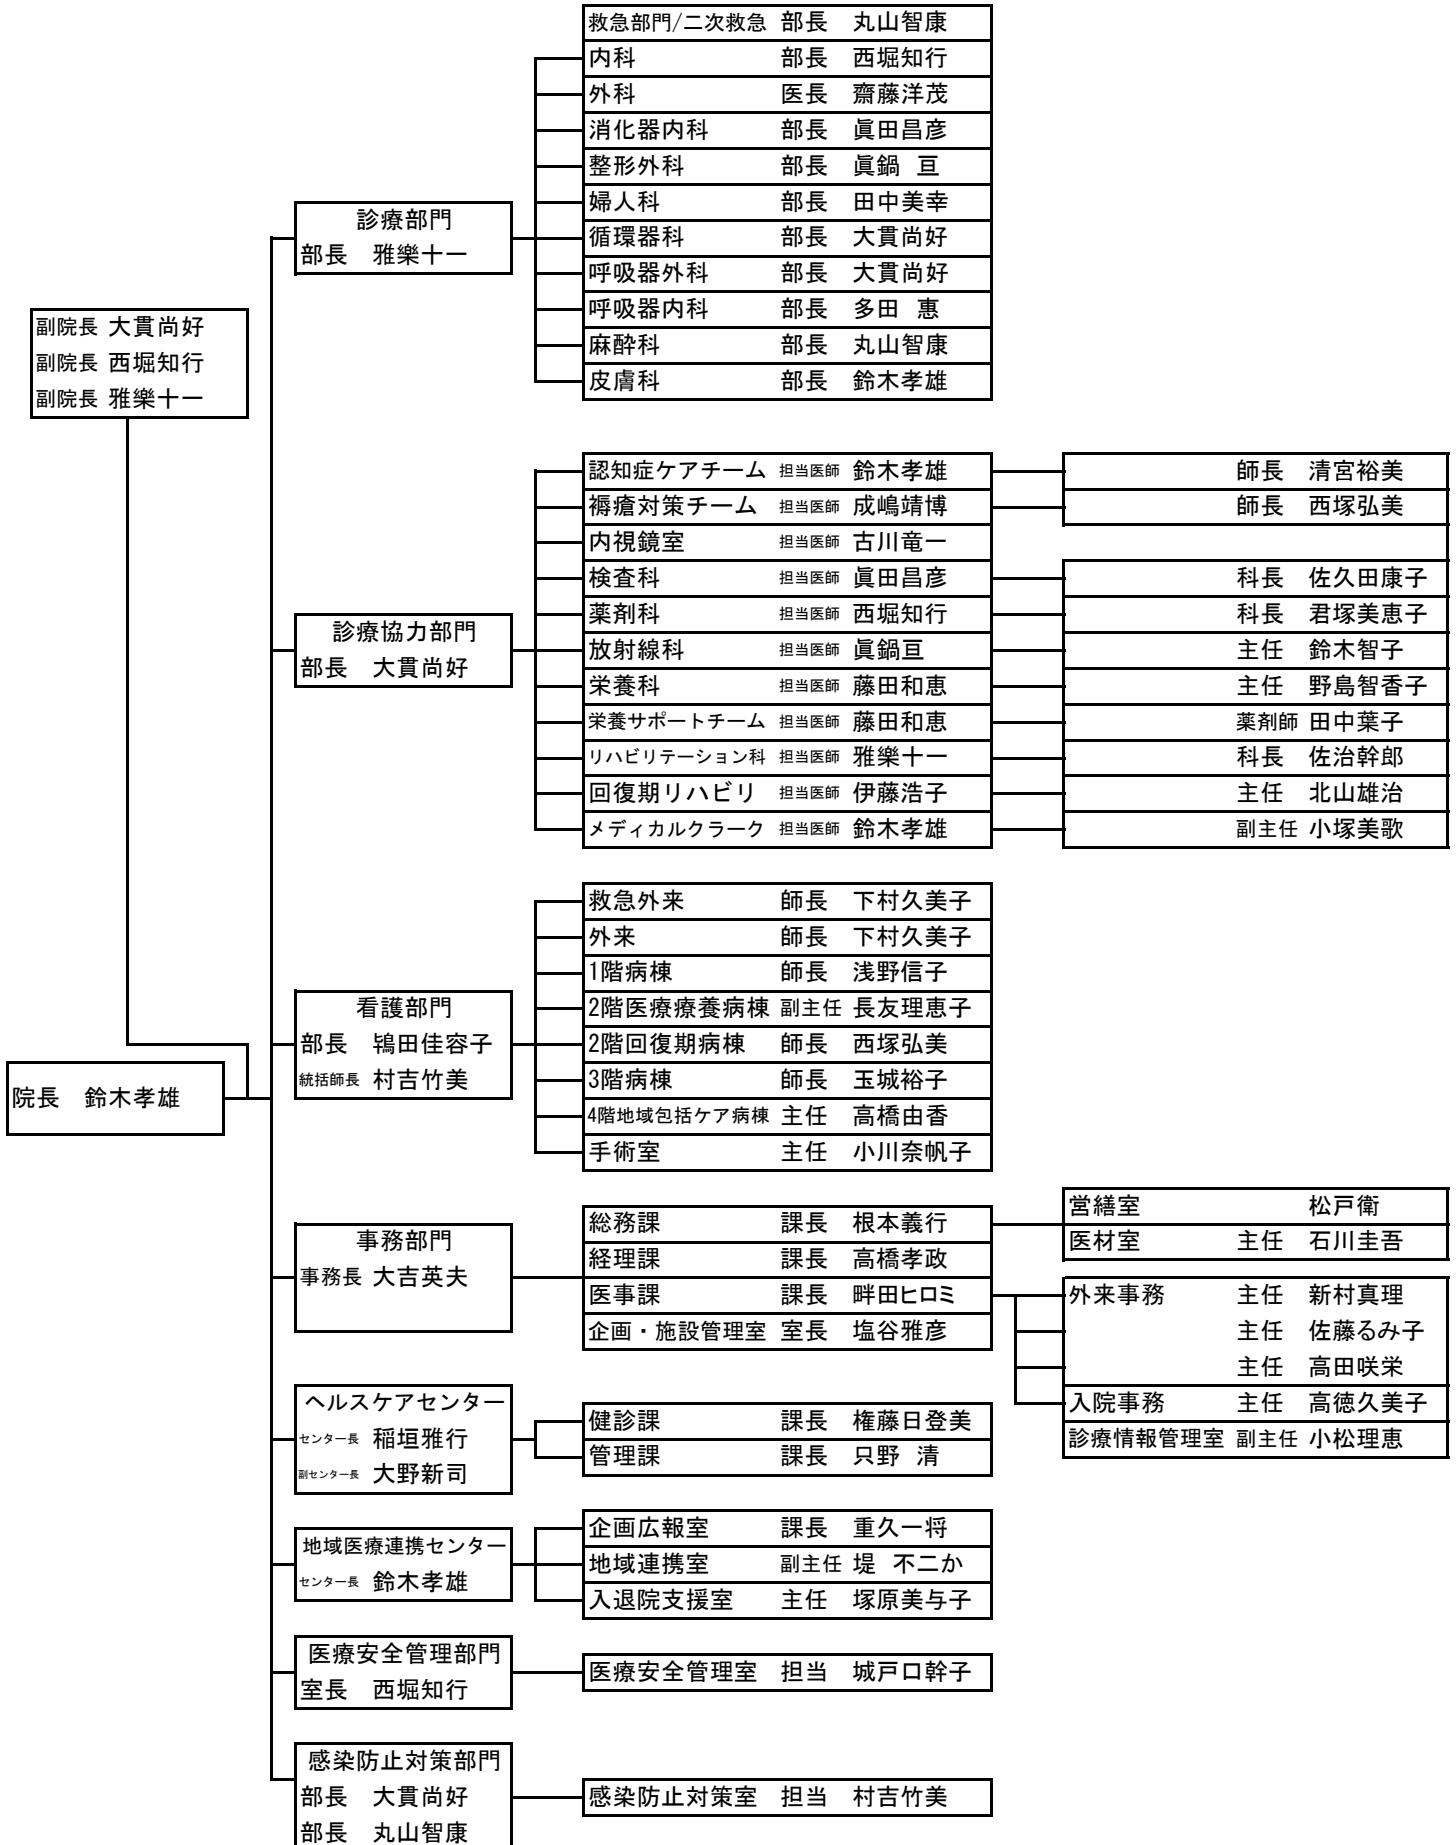 救急部門/二次救急 部長 丸山智康
内科 部長 西堀知行
外科 医長 齋藤洋茂
消化器内科 部長 眞田昌彦
整形外科 部長 眞鍋 亘
婦人科 部長 田中美幸
循環器科 部長 大貫尚好
呼吸器外科 部長 大貫尚好
呼吸器内科 部長 多田 惠
麻酔科 部長 丸山智康
皮膚科 部長 鈴木孝雄
診療部門
部長 雅樂十一
副院長 大貫尚好
副院長 西堀知行
副院長 雅樂十一
認知症ケアチーム 担当医師 鈴木孝雄 師長 清宮裕美
褥瘡対策チーム 担当医師 成嶋靖博 師長 西塚弘美
内視鏡室 担当医師 古川竜一
検査科 担当医師 眞田昌彦 科長 佐久田康子
薬剤科 担当医師 西堀知行 科長 君塚美恵子
放射線科 担当医師 眞鍋亘 主任 鈴木智子
栄養科 担当医師 藤田和恵 主任 野島智香子
栄養サポートチーム 担当医師 藤田和恵 薬剤師 田中葉子
リハビリテーション科 担当医師 雅樂十一 科長 佐治幹郎
回復期リハビリ 担当医師 伊藤浩子 主任 北山雄治
メディカルクラーク 担当医師 鈴木孝雄 副主任 小塚美歌
診療協力部門
部長 大貫尚好
救急外来 師長 下村久美子
外来 師長 下村久美子
1階病棟 師長 浅野信子
2階医療療養病棟 副主任 長友理恵子
2階回復期病棟 師長 西塚弘美
3階病棟 師長 玉城裕子
4階地域包括ケア病棟 主任 高橋由香
手術室 主任 小川奈帆子
看護部門
部長 鴇田佳容子
統括師長 村吉竹美
院長 鈴木孝雄
事務部門
事務長 大吉英夫
総務課 課長 根本義行
経理課 課長 高橋孝政
医事課 課長 畔田ヒロミ
企画・施設管理室 室長 塩谷雅彦
営繕室 松戸衛
医材室 主任 石川圭吾
外来事務 主任 新村真理
主任 佐藤るみ子
主任 高田咲栄
入院事務 主任 高徳久美子
診療情報管理室 副主任 小松理恵
ヘルスケアセンター
センター長 稲垣雅行
副センター長 大野新司
健診課 課長 権藤日登美
管理課 課長 只野 清
地域医療連携センター
センター長 鈴木孝雄
企画広報室 課長 重久一将
地域連携室 副主任 堤 不二か
入退院支援室 主任 塚原美与子
医療安全管理部門
室長 西堀知行
医療安全管理室 担当 城戸口幹子
感染防止対策部門
部長 大貫尚好
部長 丸山智康
感染防止対策室 担当 村吉竹美